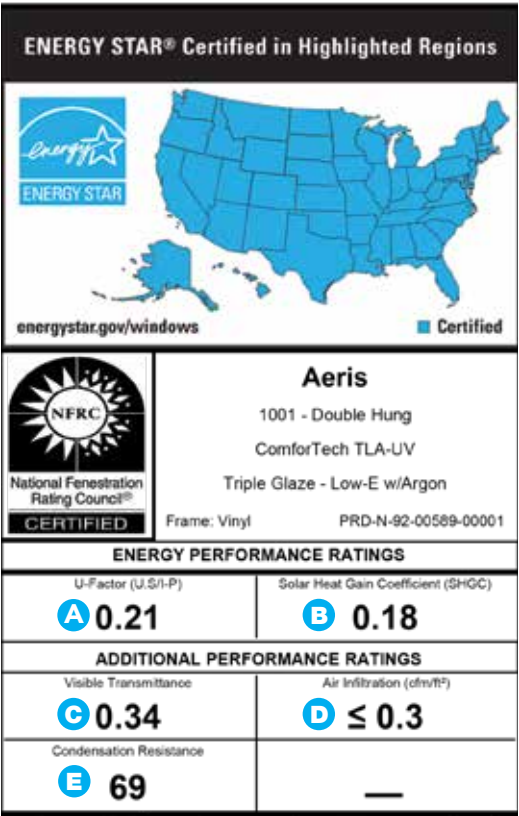 ENERGY STAR® Certified in Highlighted Regions
energy
ENERGY STAR
energystar.gov/windows
Certified
NFRC
National Fenestration
Rating Council®
CERTIFIED
Aeris
1001 - Double Hung
ComforTech TLA-UV
Triple Glaze - Low-E w/Argon
Frame: Vinyl PRD-N-92-00589-00001
ENERGY PERFORMANCE RATINGS
U-Factor (U.S/I-P) Solar Heat Gain Coefficient (SHGC)
A 0.21 B 0.18
ADDITIONAL PERFORMANCE RATINGS
Visible Transmittance Air Infiltration (cfm/ft²)
C 0.34 D ≤ 0.3
Condensation Resistance
E 69 —